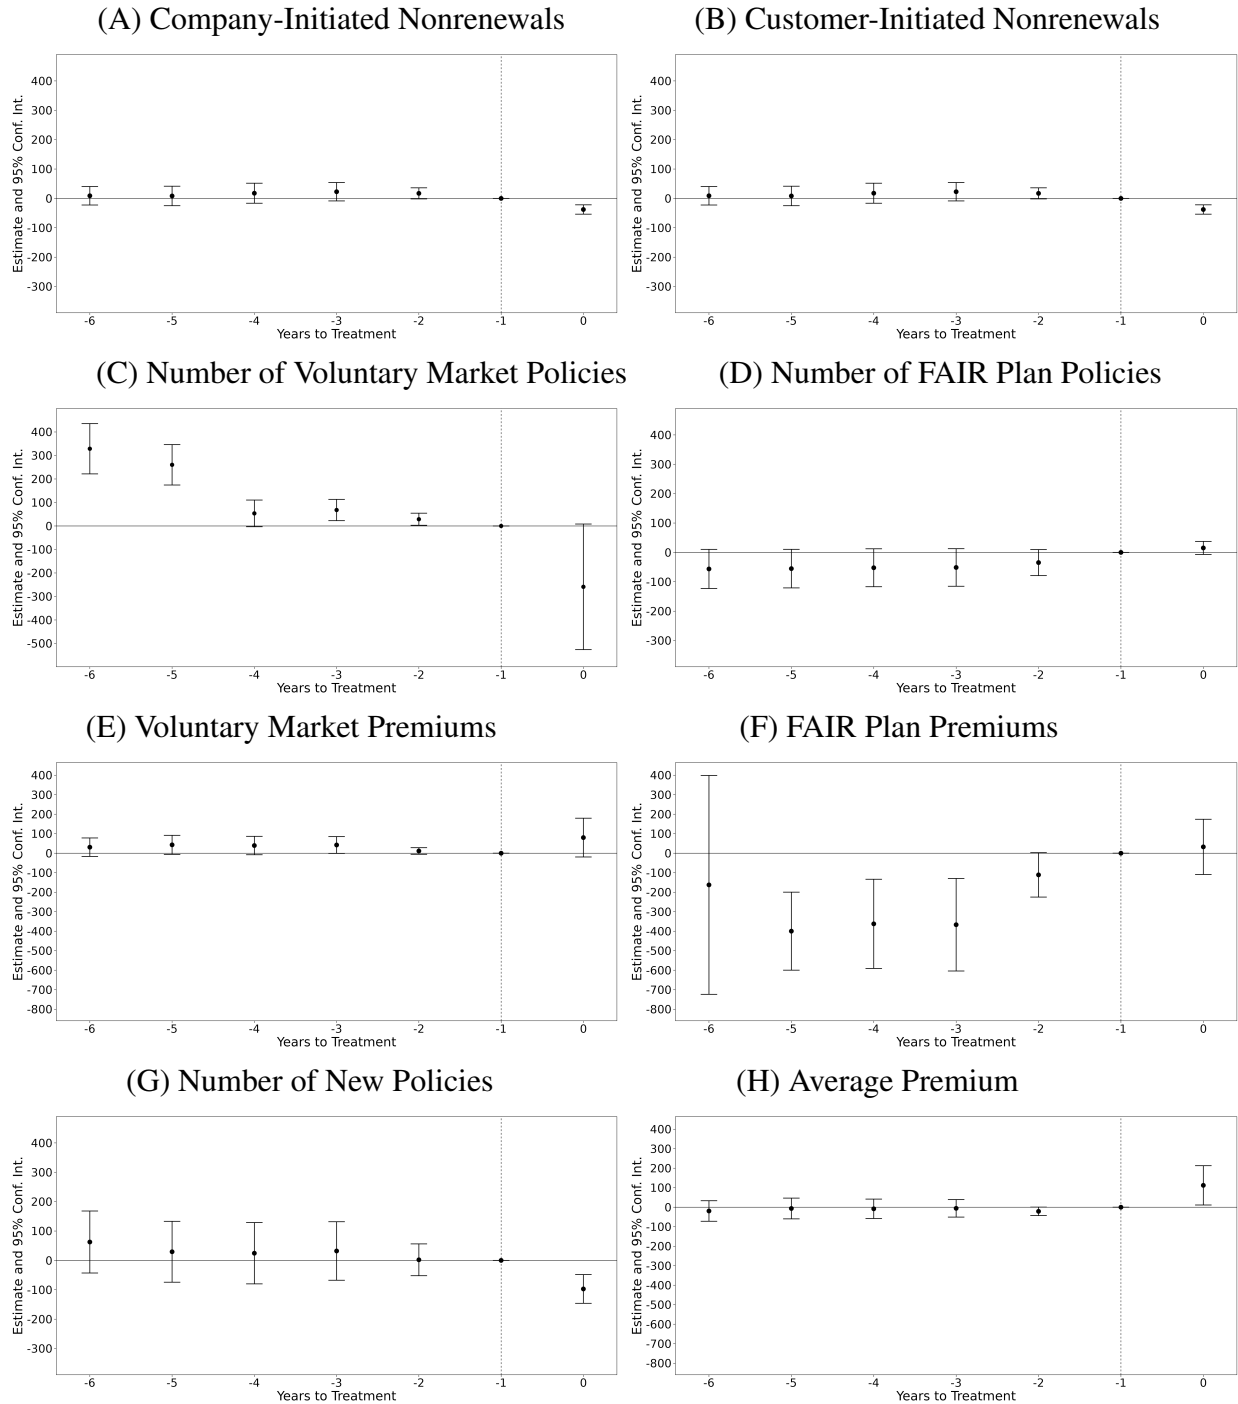 (A) Company-Initiated Nonrenewals
Estimate and 95% Conf. Int.
400
300
200
100
0
-100
-200
-300
-6 -5 -4 -3 -2 -1 0
Years to Treatment
(B) Customer-Initiated Nonrenewals
Estimate and 95% Conf. Int.
400
300
200
100
0
-100
-200
-300
-6 -5 -4 -3 -2 -1 0
Years to Treatment
(C) Number of Voluntary Market Policies
Estimate and 95% Conf. Int.
400
300
200
100
0
-100
-200
-300
-400
-500
-6 -5 -4 -3 -2 -1 0
Years to Treatment
(D) Number of FAIR Plan Policies
Estimate and 95% Conf. Int.
400
300
200
100
0
-100
-200
-300
-6 -5 -4 -3 -2 -1 0
Years to Treatment
(E) Voluntary Market Premiums
Estimate and 95% Conf. Int.
400
300
200
100
0
-100
-200
-300
-400
-500
-600
-700
-800
-6 -5 -4 -3 -2 -1 0
Years to Treatment
(F) FAIR Plan Premiums
Estimate and 95% Conf. Int.
400
300
200
100
0
-100
-200
-300
-400
-500
-600
-700
-800
-6 -5 -4 -3 -2 -1 0
Years to Treatment
(G) Number of New Policies
Estimate and 95% Conf. Int.
400
300
200
100
0
-100
-200
-300
-6 -5 -4 -3 -2 -1 0
Years to Treatment
(H) Average Premium
Estimate and 95% Conf. Int.
400
300
200
100
0
-100
-200
-300
-400
-500
-600
-700
-800
-6 -5 -4 -3 -2 -1 0
Years to Treatment